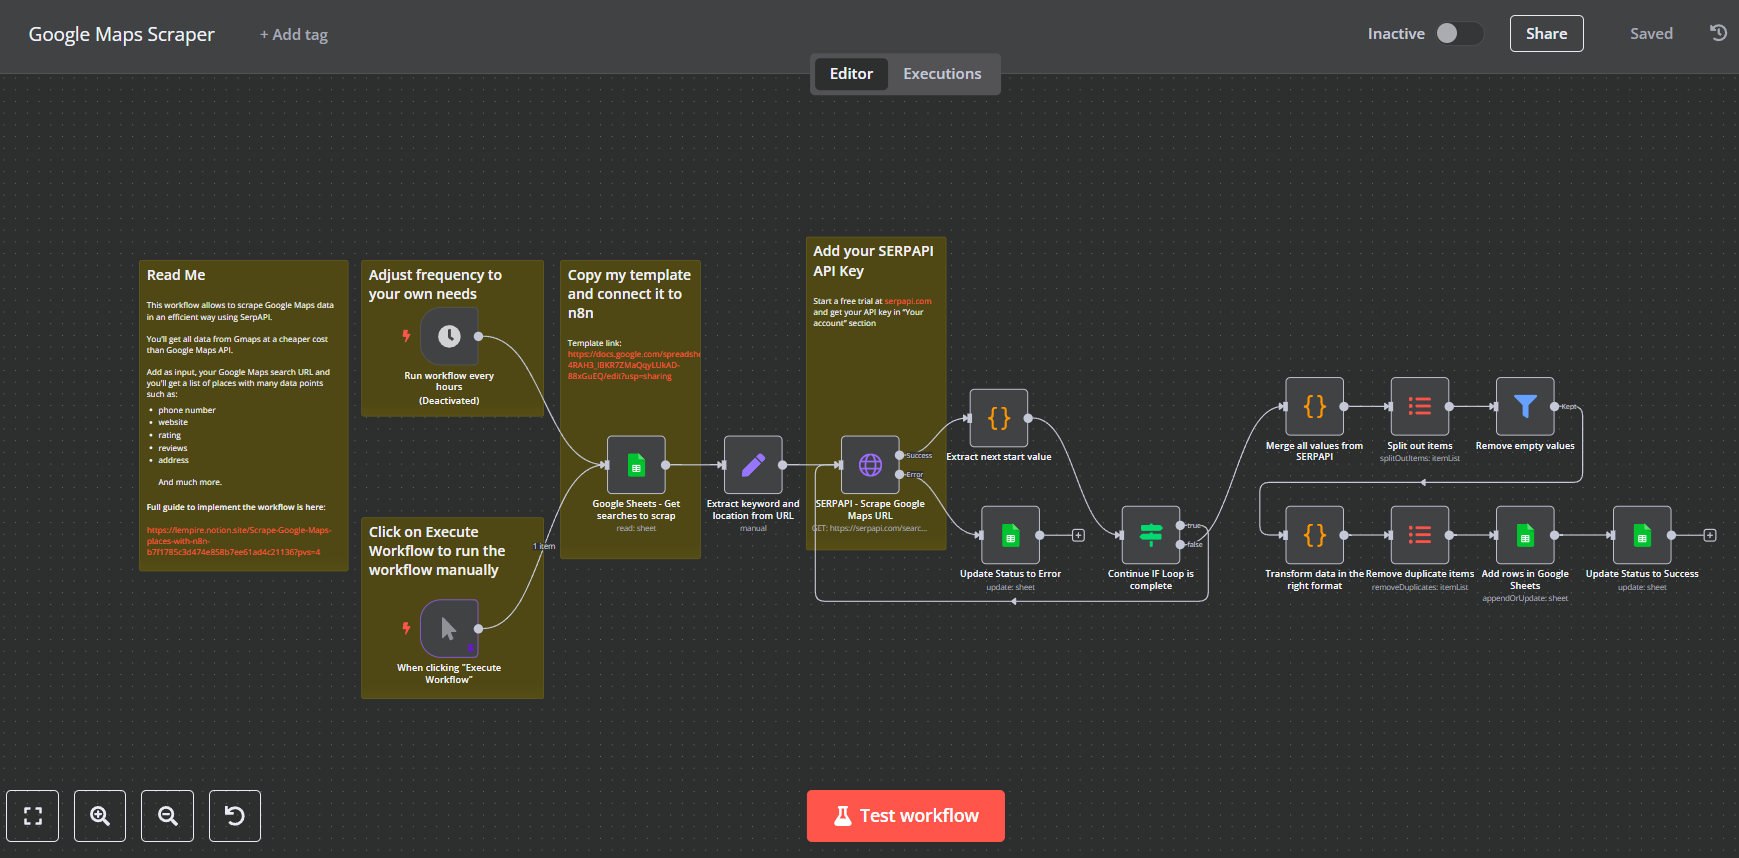 Google Maps Scraper
+ Add tag
Inactive
Share
Saved
Editor
Executions
Read Me
This workflow allows to scrape Google Maps data
in an efficient way using SerpAPI.
You'll get all data from Gmaps at a cheaper cost
than Google Maps API.
Add as input, your Google Maps search URL and
you'll get a list of places with many data points
such as:
• phone number
• website
• rating
• reviews
• address
And much more.
Full guide to implement the workflow is here:
https://lempire.notion.site/Scrape-Google-Maps-
places-with-n8n-
b7f1785c3d474e858b7ee61ad4c21136?pvs=4
Adjust frequency to
your own needs
Run workflow every
hours
(Deactivated)
Click on Execute
Workflow to run the
workflow manually
1 item
When clicking "Execute
Workflow"
Copy my template
and connect it to
n8n
Template link:
https://docs.google.com/spreadshe
4RAH3_IBKR7ZMaQqyLUkAD-
88xGuEQ/edit?usp=sharing
Google Sheets - Get
searches to scrap
read: sheet
Extract keyword and
location from URL
manual
Add your SERPAPI
API Key
Start a free trial at serpapi.com
and get your API key in "Your
account" section
Success
Error
SERPAPI - Scrape Google
Maps URL
GET: https://serpapi.com/searc...
Extract next start value
Update Status to Error
update: sheet
true
false
Continue IF Loop is
complete
Merge all values from
SERPAPI
Split out items
splitOutItems: itemList
Kept
Remove empty values
Transform data in the
right format
Remove duplicate items
removeDuplicates: itemList
Add rows in Google
Sheets
appendOrUpdate: sheet
Update Status to Success
update: sheet
Test workflow